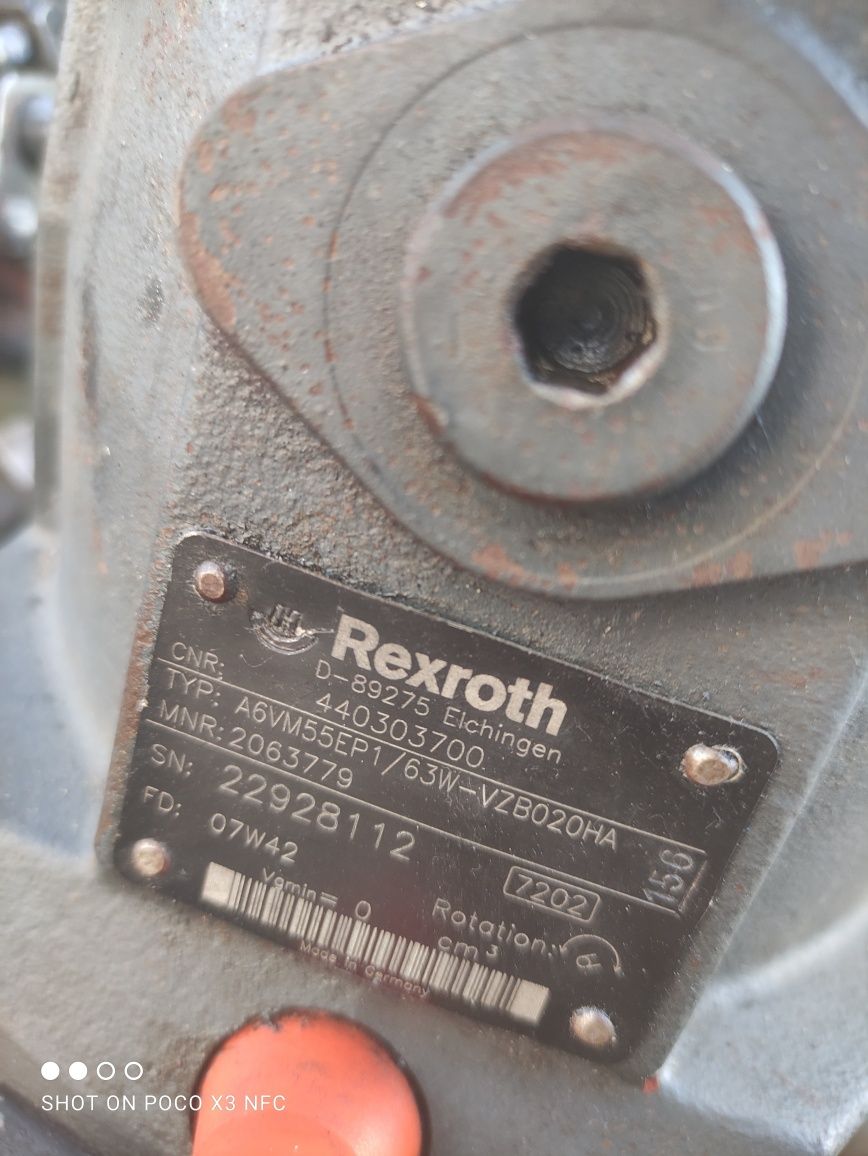 Rexroth
D-89275 Elchingen
CNR: 440303700
TYP: A6VM55EP1/63W-VZB020HA
MNR: 2063779
SN: 22928112
7202
156
FD: 07W42
Rotation:
Vgmin= 0 cm³
Made in Germany
SHOT ON POCO X3 NFC